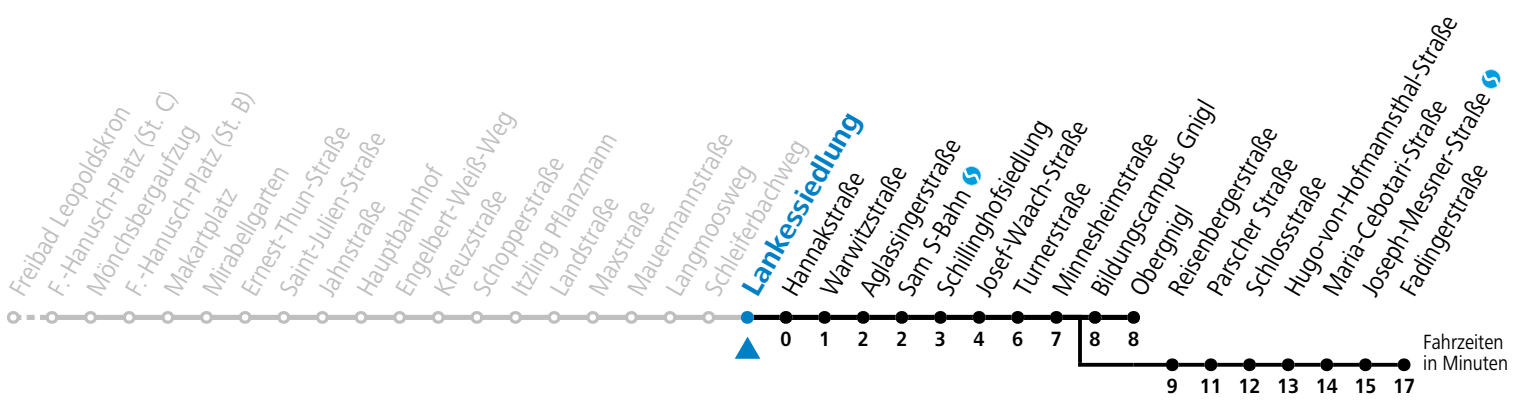 Freibad Leopoldskron
F.-Hanusch-Platz (St. C)
Mönchsbergaufzug
F.-Hanusch-Platz (St. B)
Makartplatz
Mirabellgarten
Ernest-Thun-Straße
Saint-Julien-Straße
Jahnstraße
Hauptbahnhof
Engelbert-Weiß-Weg
Kreuzstraße
Schopperstraße
Itzling Pflanzmann
Landstraße
Maxstraße
Mauermannstraße
Langmoosweg
Schleiferbachweg
Lankessiedlung
Hannakstraße
Warwitzstraße
Aglassingerstraße
Sam S-Bahn
Schillinghofsiedlung
Josef-Waach-Straße
Turnerstraße
Minnesheimstraße
Bildungscampus Gnigl
Obergnigl
Reisenbergerstraße
Parscher Straße
Schlossstraße
Hugo-von-Hofmannsthal-Straße
Maria-Cebotari-Straße
Joseph-Messner-Straße
Fadingerstraße
0 1 2 2 3 4 6 7 8 8
Fahrzeiten
in Minuten
9 11 12 13 14 15 17